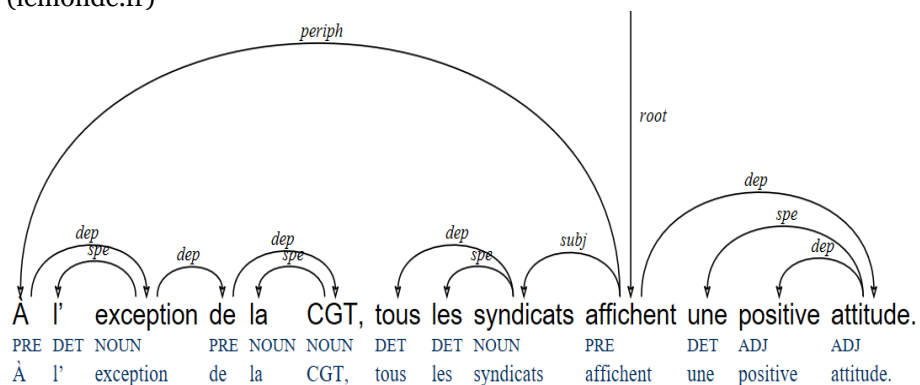 (lemonde.fr)
periph
root
dep
dep spe dep dep spe dep spe subj spe dep
À l’ exception de la CGT, tous les syndicats affichent une positive attitude.
PRE DET NOUN PRE NOUN NOUN DET DET NOUN PRE DET ADJ ADJ
À l’ exception de la CGT, tous les syndicats affichent une positive attitude.